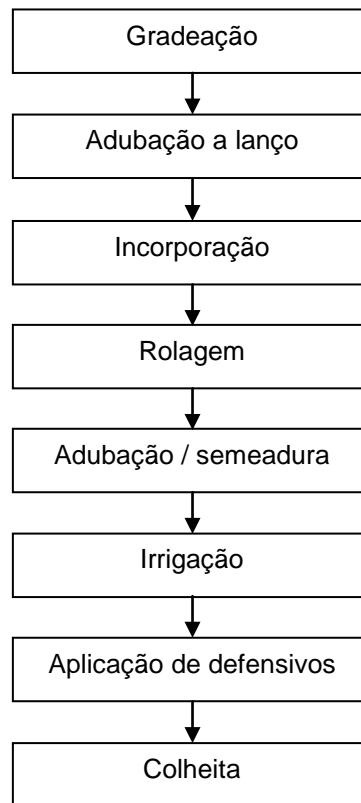 Gradeação
Adubação a lanço
Incorporação
Rolagem
Adubação / semeadura
Irrigação
Aplicação de defensivos
Colheita